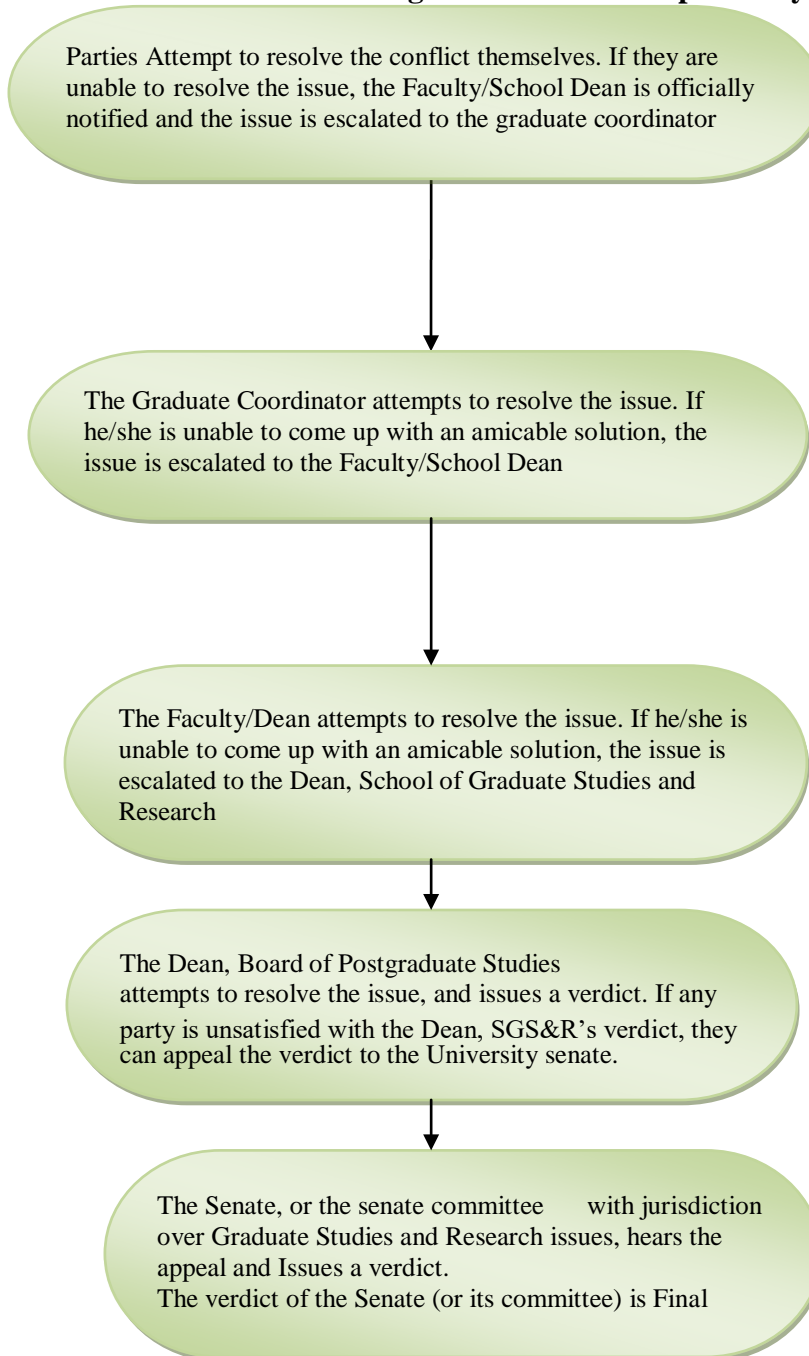 Parties Attempt to resolve the conflict themselves. If they are
unable to resolve the issue, the Faculty/School Dean is officially
notified and the issue is escalated to the graduate coordinator
The Graduate Coordinator attempts to resolve the issue. If
he/she is unable to come up with an amicable solution, the
issue is escalated to the Faculty/School Dean
The Faculty/Dean attempts to resolve the issue. If he/she is
unable to come up with an amicable solution, the issue is
escalated to the Dean, School of Graduate Studies and
Research
The Dean, Board of Postgraduate Studies
attempts to resolve the issue, and issues a verdict. If any
party is unsatisfied with the Dean, SGS&R's verdict, they
can appeal the verdict to the University senate.
The Senate, or the senate committee with jurisdiction
over Graduate Studies and Research issues, hears the
appeal and Issues a verdict.
The verdict of the Senate (or its committee) is Final